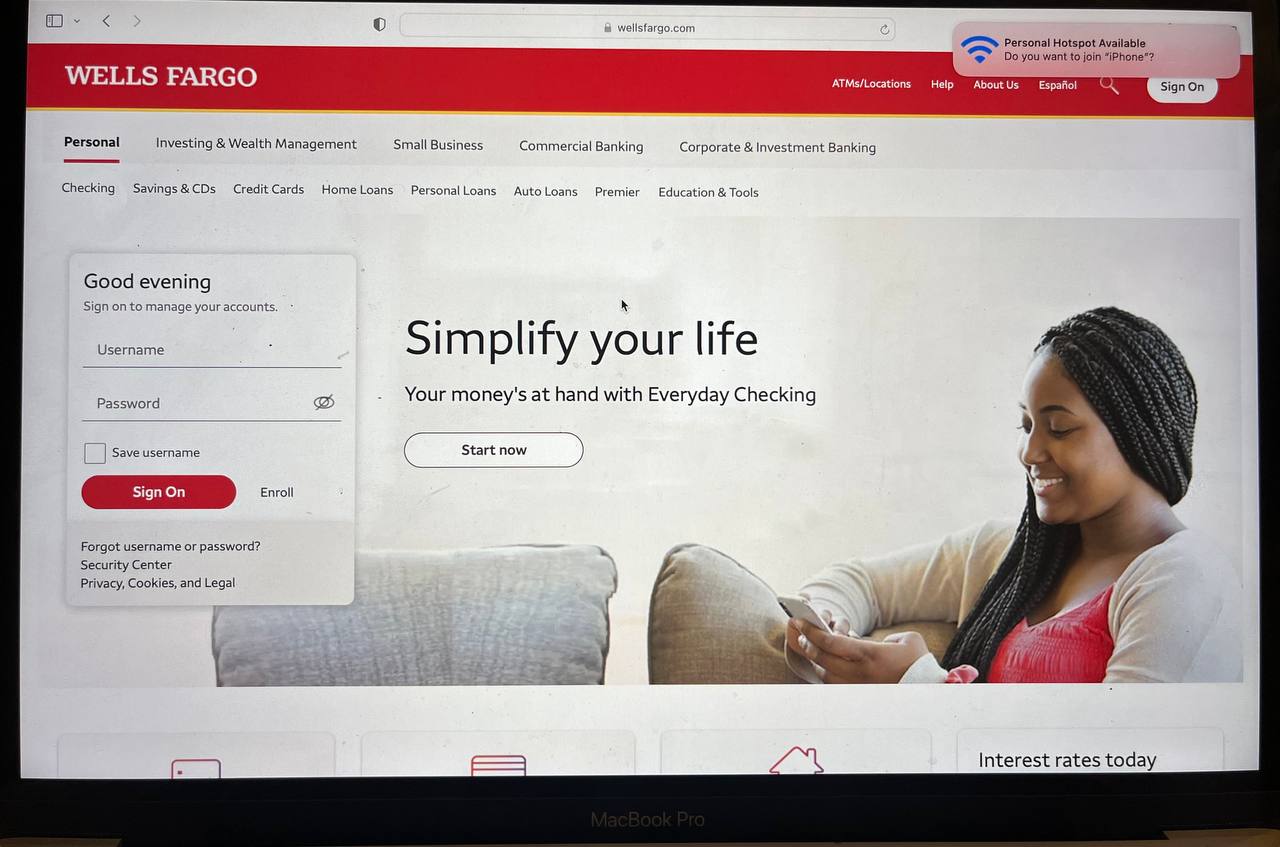 wellsfargo.com
Personal Hotspot Available
Do you want to join “iPhone”?
WELLS FARGO
ATMs/Locations Help About Us Español Sign On
Personal Investing & Wealth Management Small Business Commercial Banking Corporate & Investment Banking
Checking Savings & CDs Credit Cards Home Loans Personal Loans Auto Loans Premier Education & Tools
Good evening
Sign on to manage your accounts.
Username
Password
Save username
Sign On Enroll
Forgot username or password?
Security Center
Privacy, Cookies, and Legal
Simplify your life
Your money's at hand with Everyday Checking
Start now
Interest rates today
MacBook Pro